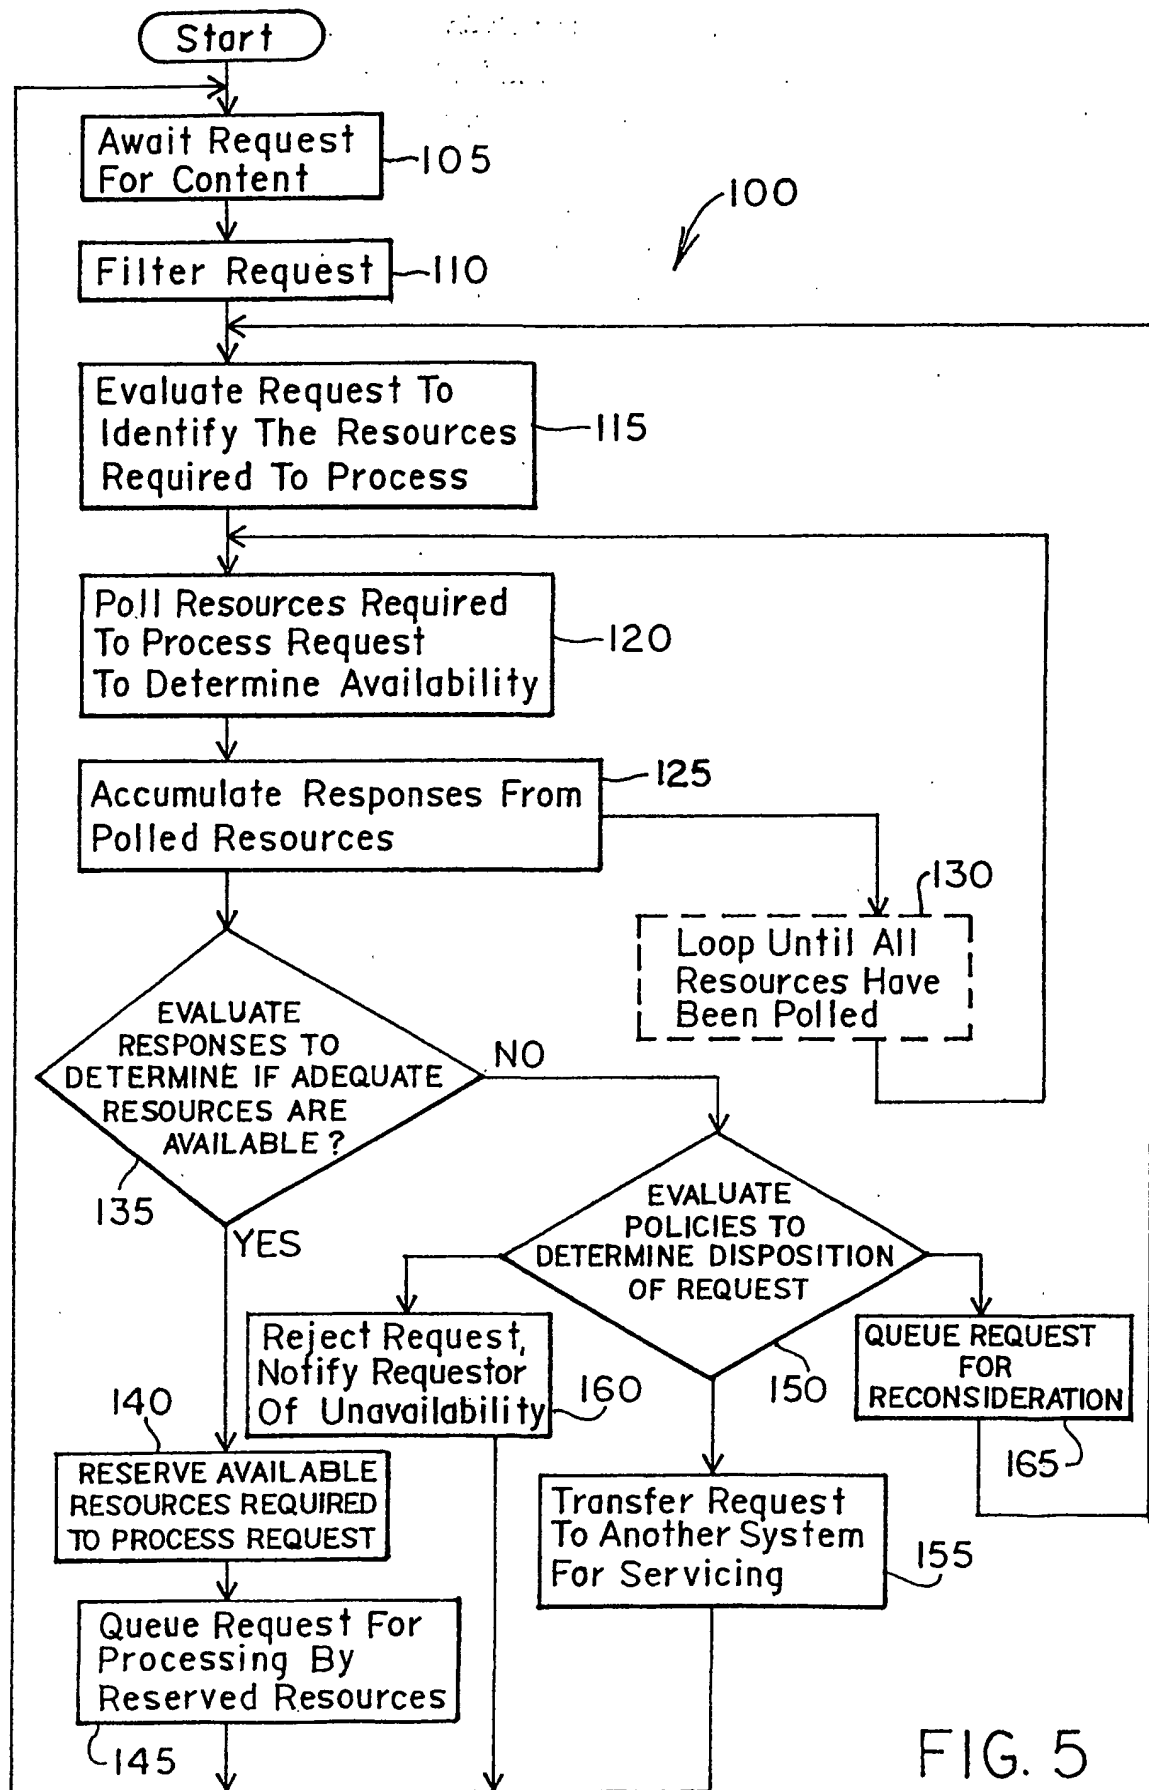 Start
Await Request
For Content
105
100
Filter Request
110
Evaluate Request To
Identify The Resources
Required To Process
115
Poll Resources Required
To Process Request
To Determine Availability
120
Accumulate Responses From
Polled Resources
125
130
Loop Until All
Resources Have
Been Polled
EVALUATE
RESPONSES TO
DETERMINE IF ADEQUATE
RESOURCES ARE
AVAILABLE?
NO
135
YES
EVALUATE
POLICIES TO
DETERMINE DISPOSITION
OF REQUEST
150
Reject Request,
Notify Requestor
Of Unavailability
160
QUEUE REQUEST
FOR
RECONSIDERATION
165
140
RESERVE AVAILABLE
RESOURCES REQUIRED
TO PROCESS REQUEST
Transfer Request
To Another System
For Servicing
155
Queue Request For
Processing By
Reserved Resources
145
FIG. 5